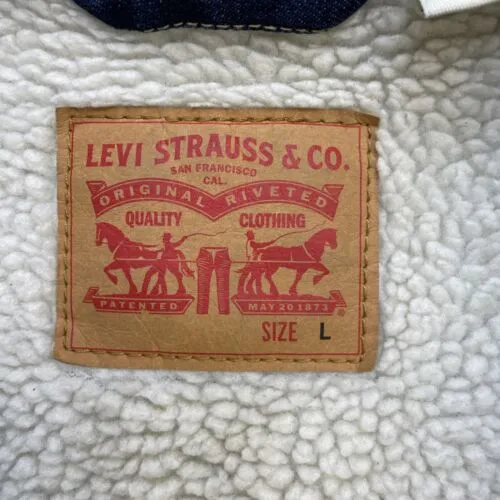 LEVI STRAUSS & CO.
SAN FRANCISCO
CAL.
ORIGINAL RIVETED
QUALITY CLOTHING
PATENTED MAY 20 1873
SIZE L